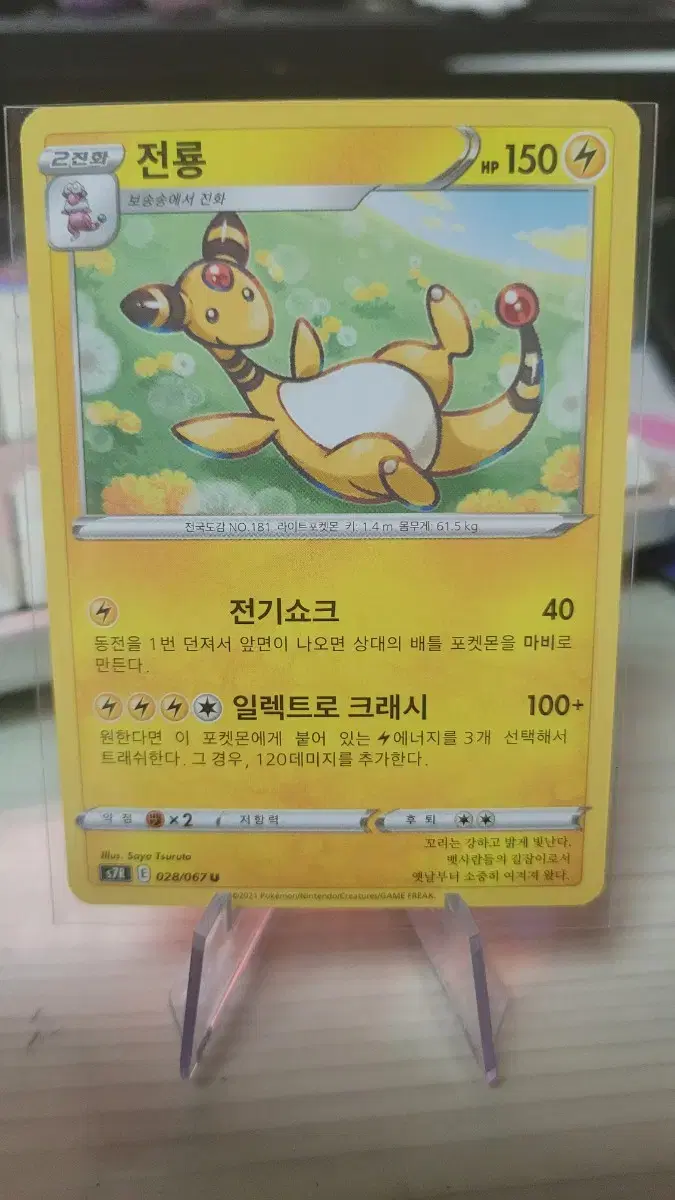 2진화 전룡 HP 150
보송송에서 진화
전국도감 NO.181 라이트포켓몬 키: 1.4 m 몸무게: 61.5 kg
전기쇼크 40
동전을 1번 던져서 앞면이 나오면 상대의 배틀 포켓몬을 마비로
만든다.
일렉트로 크래시 100+
원한다면 이 포켓몬에게 붙어 있는 에너지를 3개 선택해서
트래쉬한다. 그 경우, 120데미지를 추가한다.
약점 ×2 저항력 후퇴
꼬리는 강하고 밝게 빛난다.
Illus. Saya Tsuruta
뱃사람들의 길잡이로서
s7R E 028/067 U
옛날부터 소중히 여겨져 왔다.
©2021 Pokémon/Nintendo/Creatures/GAME FREAK.